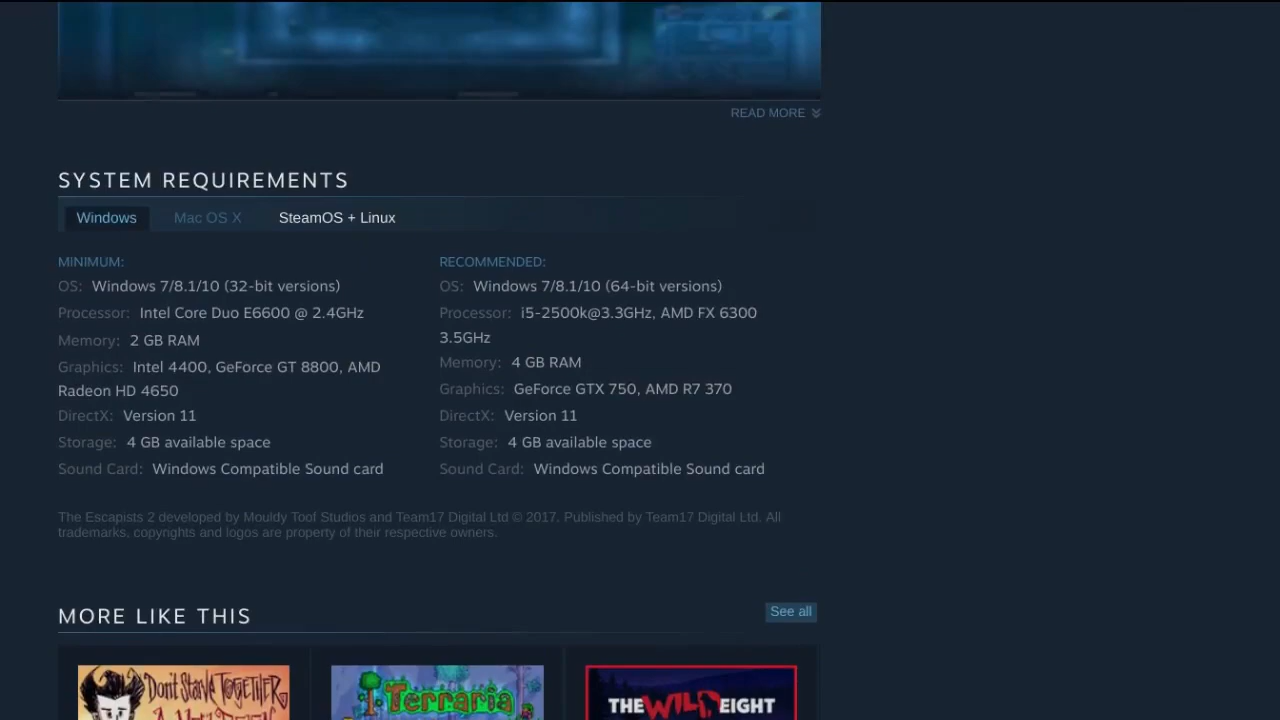 READ MORE
SYSTEM REQUIREMENTS
Windows Mac OS X SteamOS + Linux
MINIMUM:
OS: Windows 7/8.1/10 (32-bit versions)
Processor: Intel Core Duo E6600 @ 2.4GHz
Memory: 2 GB RAM
Graphics: Intel 4400, GeForce GT 8800, AMD
Radeon HD 4650
DirectX: Version 11
Storage: 4 GB available space
Sound Card: Windows Compatible Sound card
RECOMMENDED:
OS: Windows 7/8.1/10 (64-bit versions)
Processor: i5-2500k@3.3GHz, AMD FX 6300
3.5GHz
Memory: 4 GB RAM
Graphics: GeForce GTX 750, AMD R7 370
DirectX: Version 11
Storage: 4 GB available space
Sound Card: Windows Compatible Sound card
The Escapists 2 developed by Mouldy Toof Studios and Team17 Digital Ltd © 2017. Published by Team17 Digital Ltd. All
trademarks, copyrights and logos are property of their respective owners.
MORE LIKE THIS
See all
Don't Starve Together
Terraria
THE WILD EIGHT